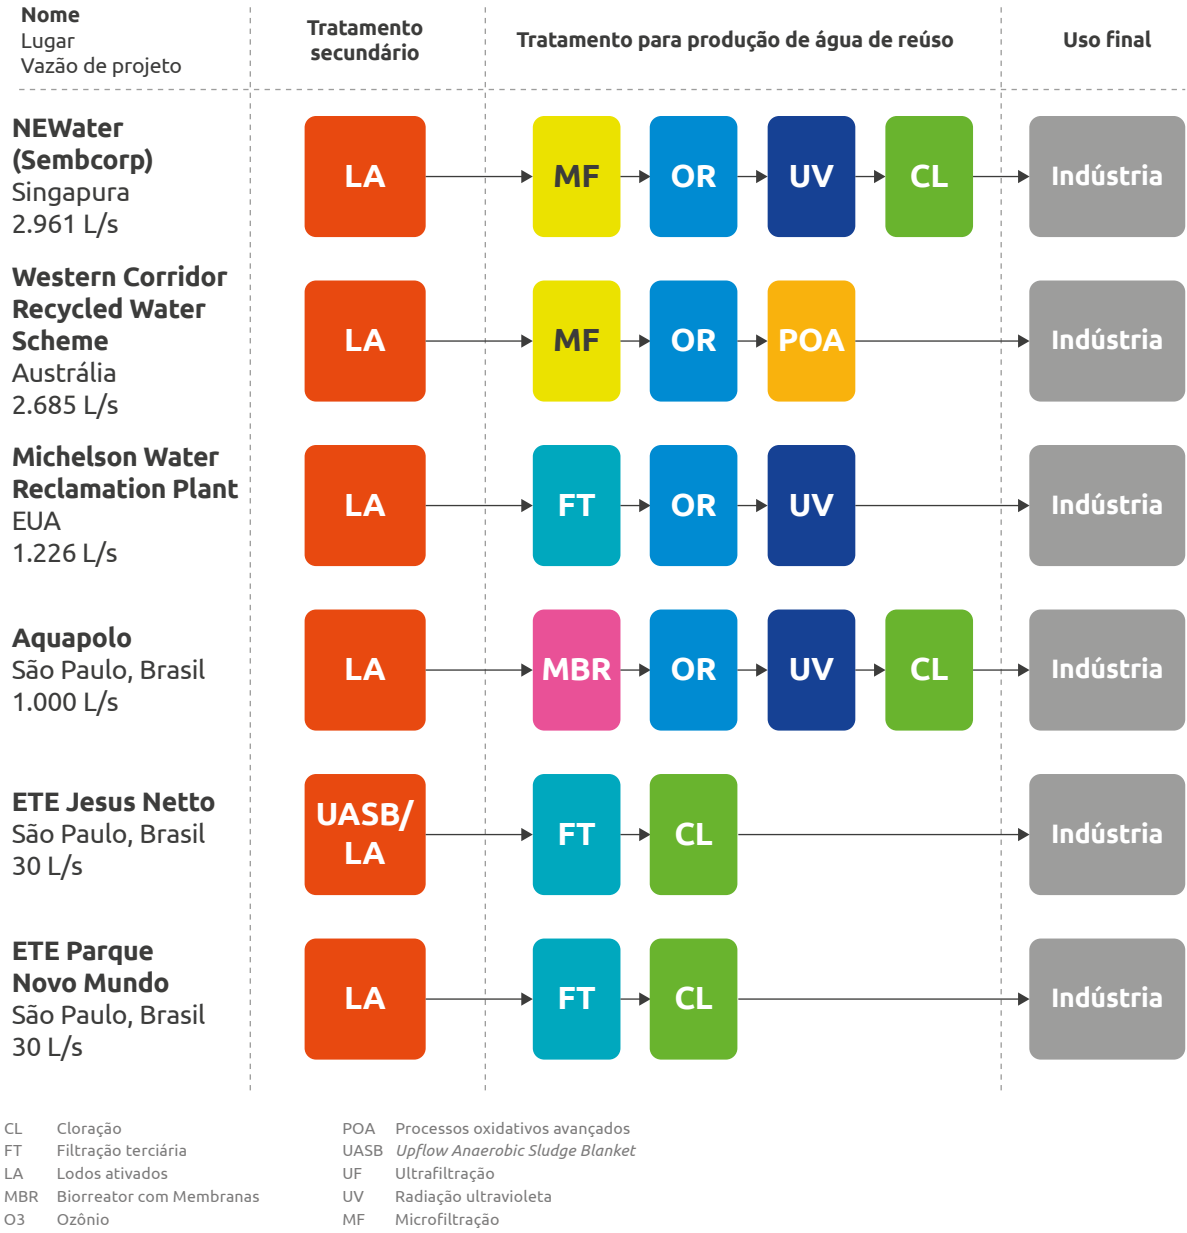 Nome
Lugar
Vazão de projeto
Tratamento
secundário
Tratamento para produção de água de reúso
Uso final
NEWater
(Sembcorp)
Singapura
2.961 L/s
LA
MF
OR
UV
CL
Indústria
Western Corridor
Recycled Water
Scheme
Austrália
2.685 L/s
LA
MF
OR
POA
Indústria
Michelson Water
Reclamation Plant
EUA
1.226 L/s
LA
FT
OR
UV
Indústria
Aquapolo
São Paulo, Brasil
1.000 L/s
LA
MBR
OR
UV
CL
Indústria
ETE Jesus Netto
São Paulo, Brasil
30 L/s
UASB/
LA
FT
CL
Indústria
ETE Parque
Novo Mundo
São Paulo, Brasil
30 L/s
LA
FT
CL
Indústria
CL Cloração
FT Filtração terciária
LA Lodos ativados
MBR Biorreator com Membranas
O3 Ozônio
POA Processos oxidativos avançados
UASB Upflow Anaerobic Sludge Blanket
UF Ultrafiltração
UV Radiação ultravioleta
MF Microfiltração